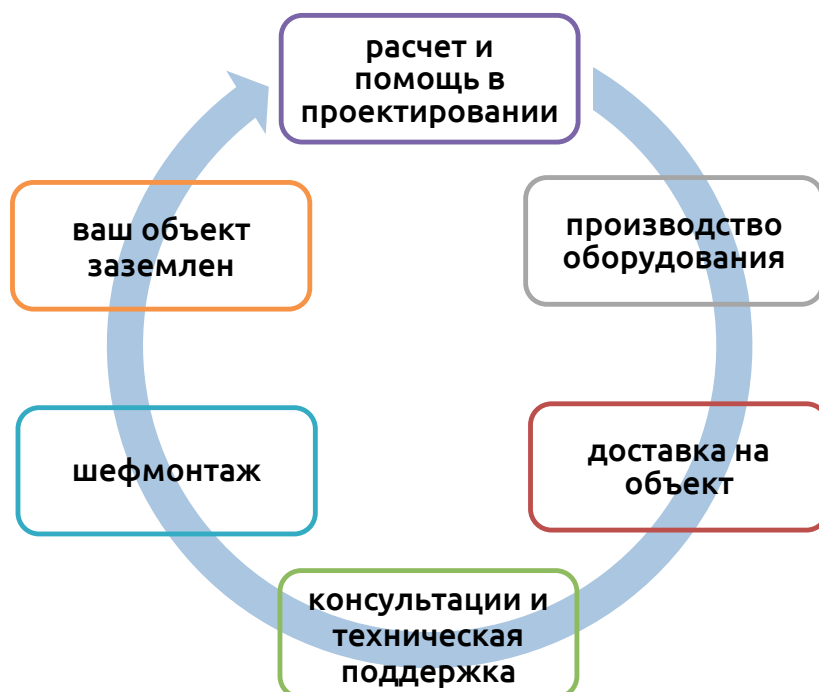 расчет и
помощь в
проектировании
производство
оборудования
доставка на
объект
консультации и
техническая
поддержка
шефмонтаж
ваш объект
заземлен